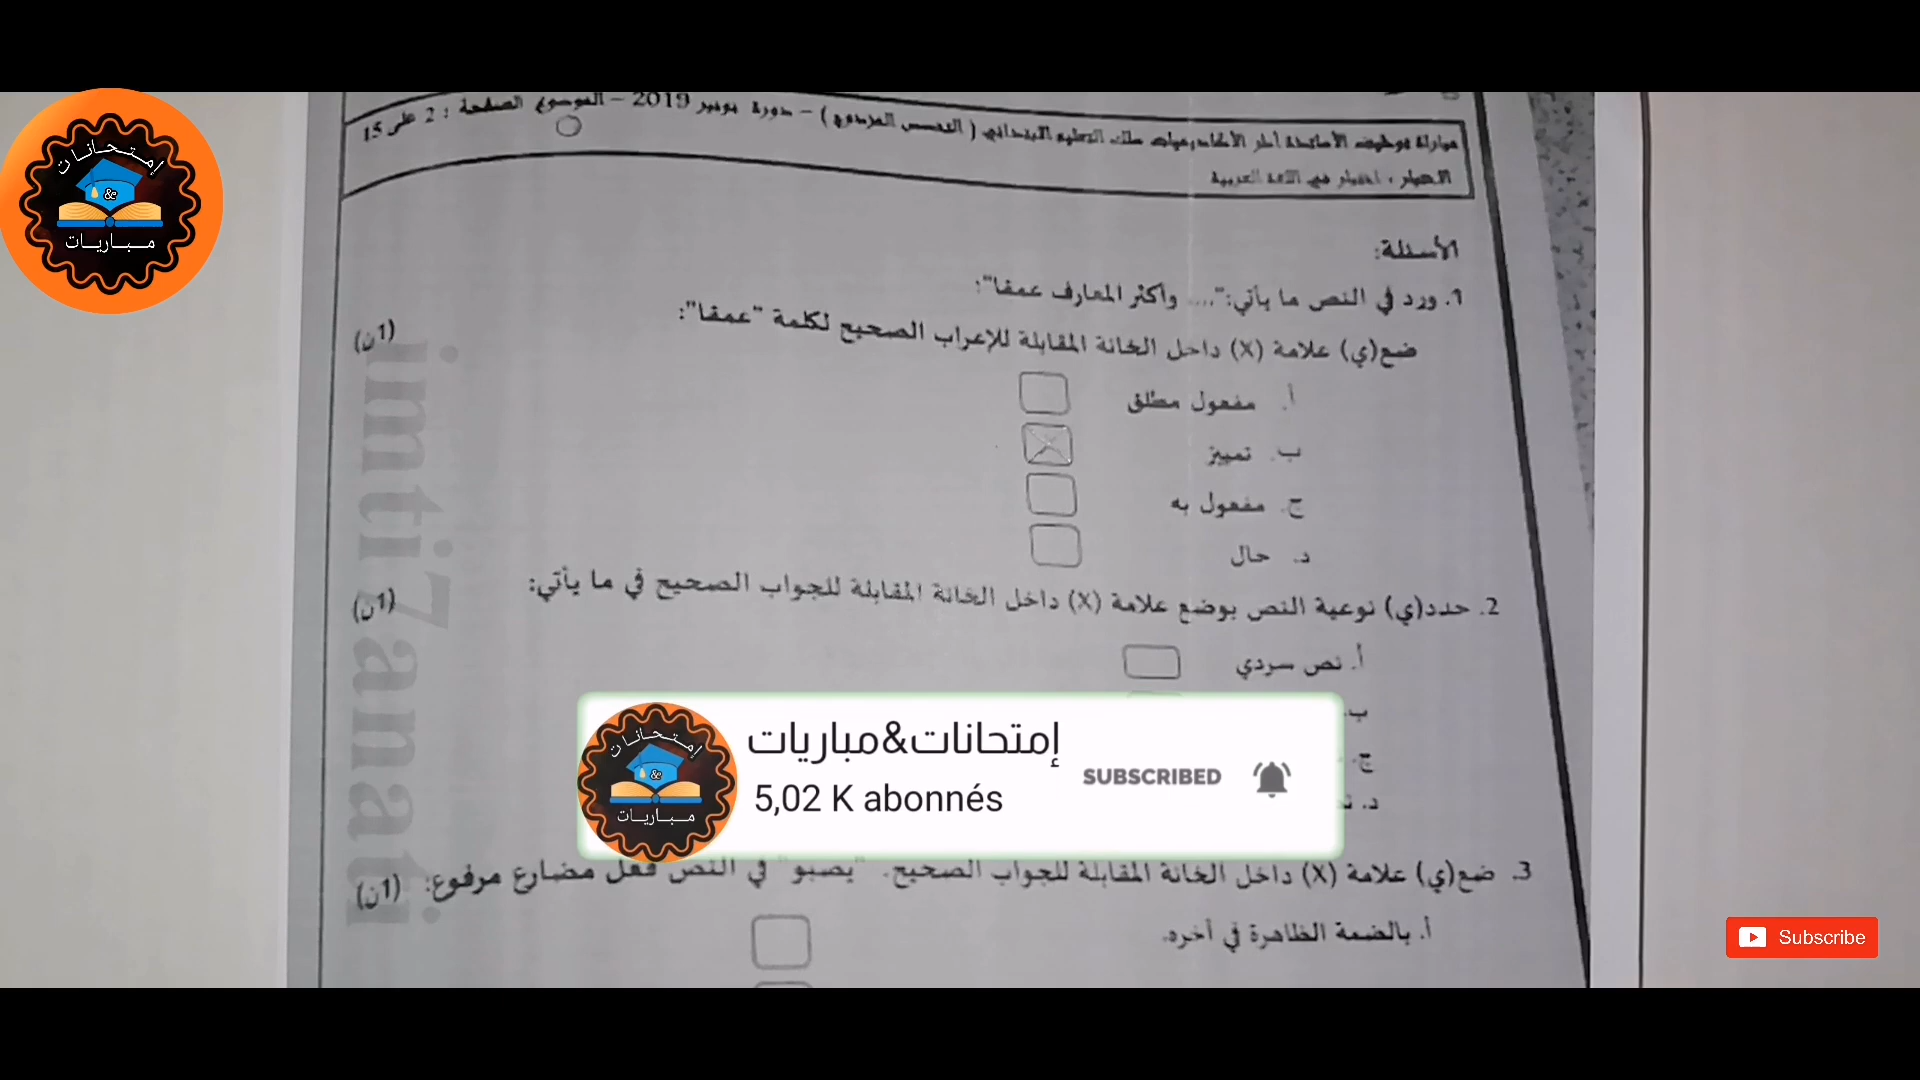 إمتحانات
&
مباريات
مباراة توظيف الأساتذة أطر الأكاديميات سلك التعليم الابتدائي ( التخصص المزدوج ) – دورة نونبر 2019 – الموضوع الصفحة : 2 على 15
الاختبار : اختبار في اللغة العربية
الأسئلة:
1. ورد في النص ما يأتي:".... وأكثر المعارف عمقا":
ضع(ي) علامة (X) داخل الخانة المقابلة للإعراب الصحيح لكلمة "عمقا": (1ن)
أ. مفعول مطلق
ب. تمييز
ج. مفعول به
د. حال
2. حدد(ي) نوعية النص بوضع علامة (X) داخل الخانة المقابلة للجواب الصحيح في ما يأتي: (1ن)
أ. نص سردي
ب.
ج.
د.
إمتحانات
&
مباريات
إمتحانات&مباريات
5,02 K abonnés
SUBSCRIBED
3. ضع(ي) علامة (X) داخل الخانة المقابلة للجواب الصحيح. "يصبو" في النص فعل مضارع مرفوع: (1ن)
أ. بالضمة الظاهرة في آخره
Subscribe
imti7anati